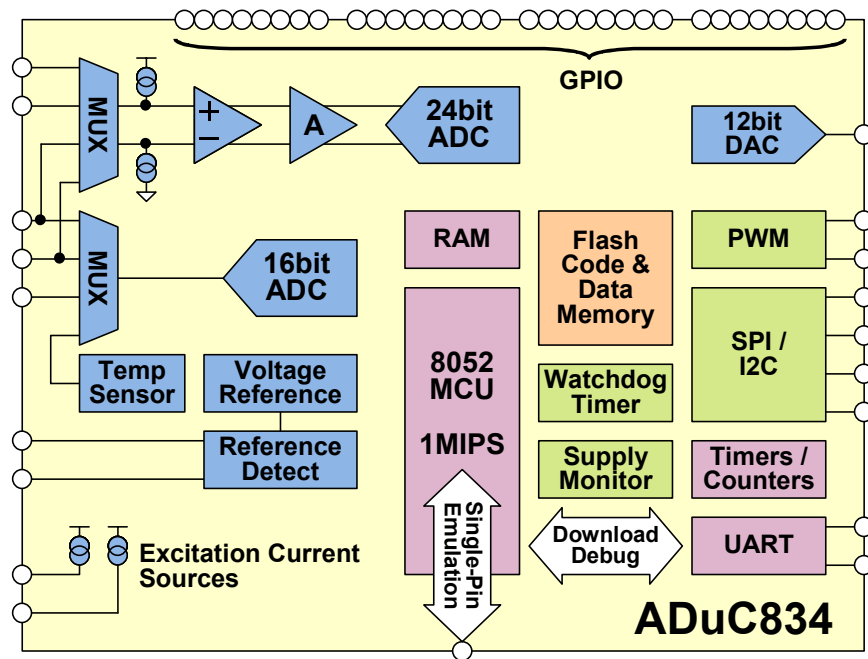 GPIO
MUX
+
−
A
24bit
ADC
12bit
DAC
MUX
16bit
ADC
RAM
Flash
Code &
Data
Memory
PWM
8052
MCU
1MIPS
SPI /
I2C
Temp
Sensor
Voltage
Reference
Watchdog
Timer
Reference
Detect
Supply
Monitor
Timers /
Counters
Excitation Current
Sources
Single-Pin
Emulation
Download
Debug
UART
ADuC834